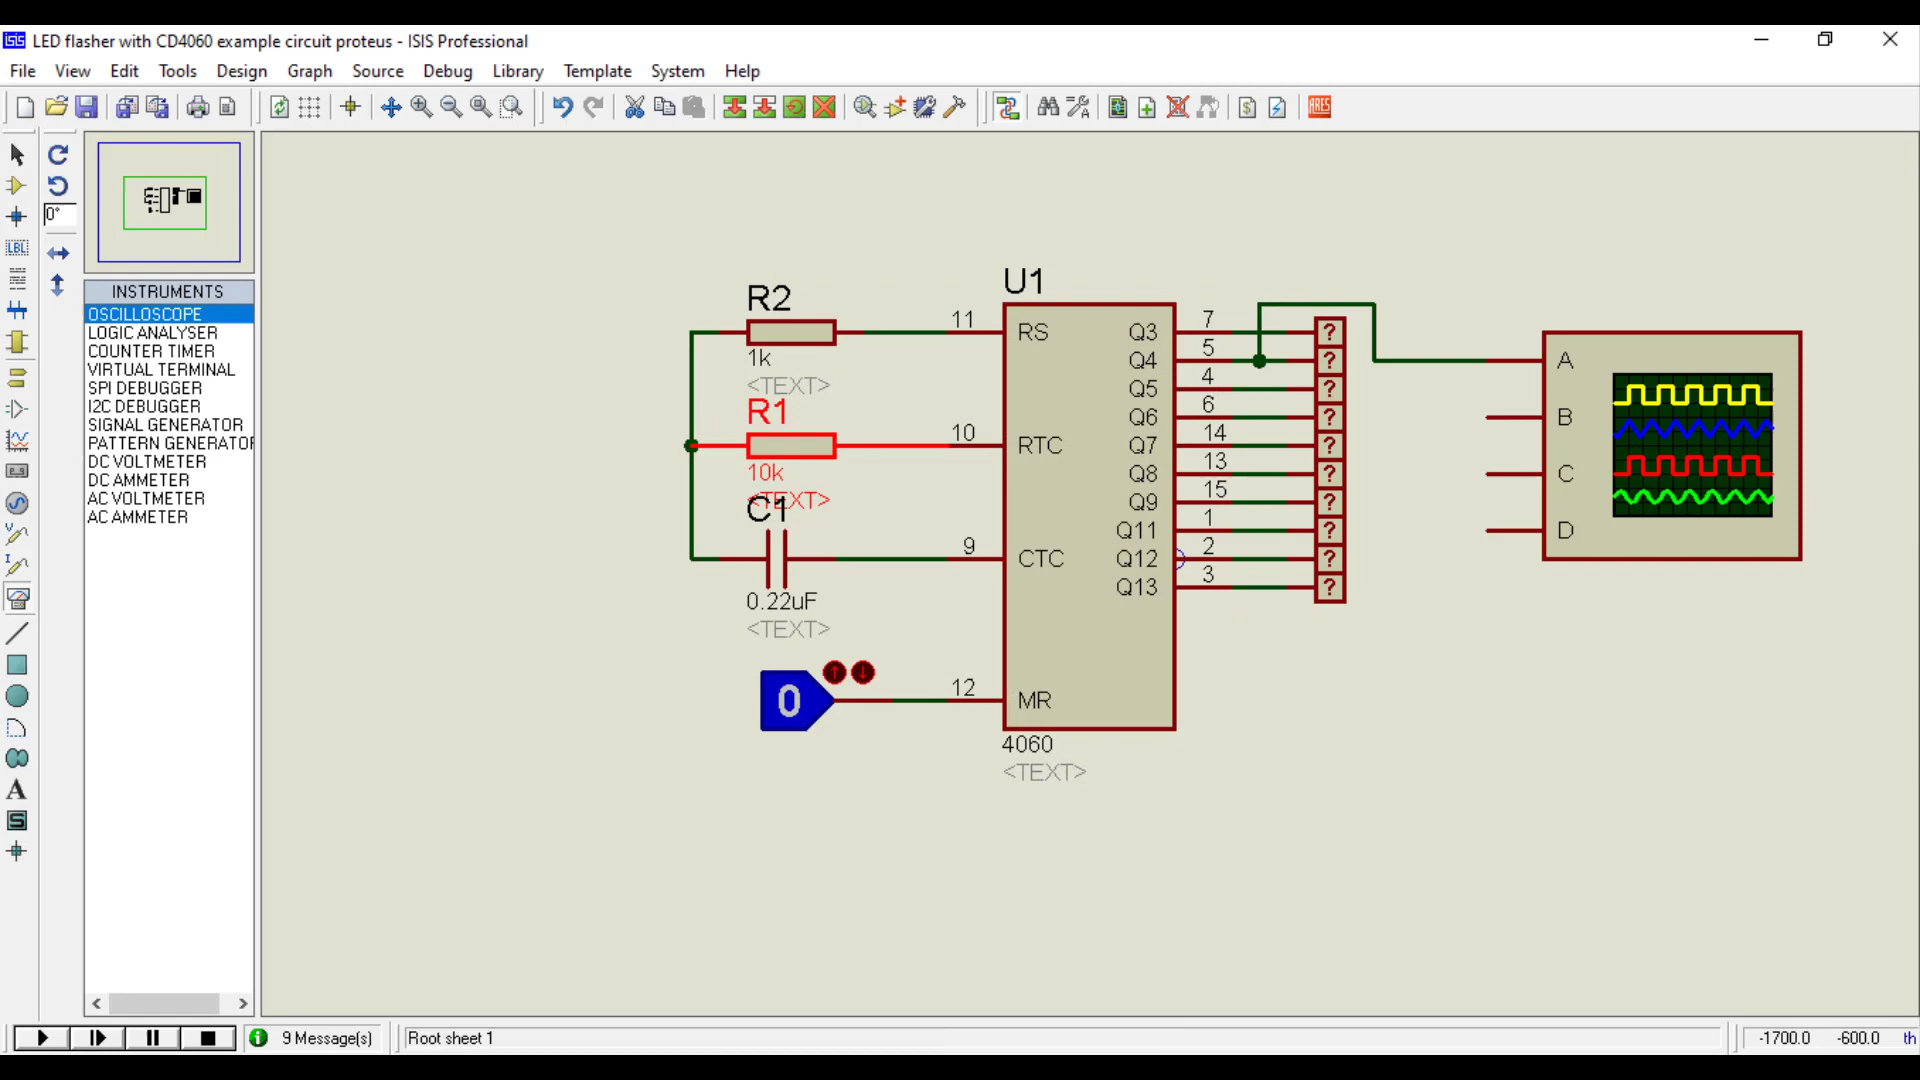 LED flasher with CD4060 example circuit proteus - ISIS Professional
File View Edit Tools Design Graph Source Debug Library Template System Help
ARES
0°
LBL
INSTRUMENTS
OSCILLOSCOPE
LOGIC ANALYSER
COUNTER TIMER
VIRTUAL TERMINAL
SPI DEBUGGER
I2C DEBUGGER
SIGNAL GENERATOR
PATTERN GENERATOR
DC VOLTMETER
DC AMMETER
AC VOLTMETER
AC AMMETER
R2
1k
<TEXT>
R1
10k
<TEXT>
C1
0.22uF
<TEXT>
0
U1
11 RS Q3 7 ?
Q4 5 ?
Q5 4 ?
Q6 6 ?
10 RTC Q7 14 ?
Q8 13 ?
Q9 15 ?
Q11 1 ?
9 CTC Q12 2 ?
Q13 3 ?
12 MR
4060
<TEXT>
A
B
C
D
9 Message(s)
Root sheet 1
-1700.0 -600.0 th